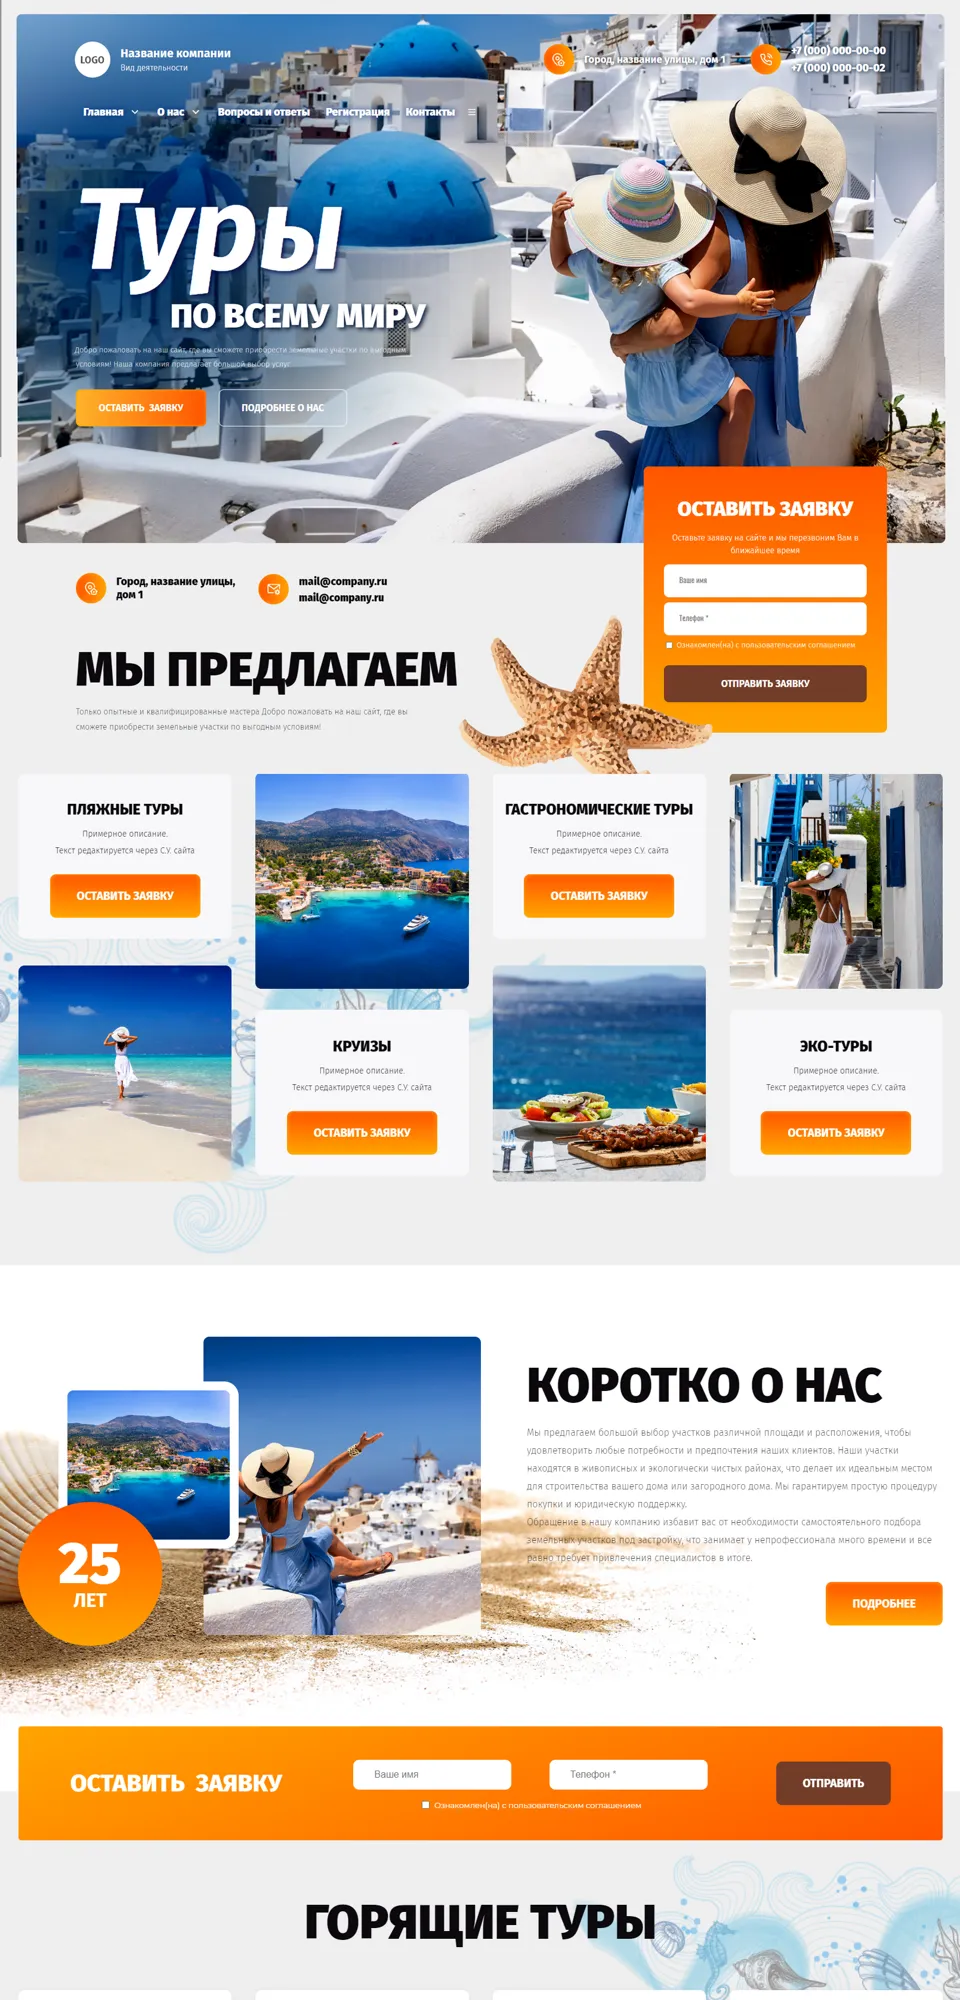 LOGO
Название компании
Вид деятельности
Город, название улицы, дом 1
+7 (000) 000-00-00
+7 (000) 000-00-02
Главная
О нас
Вопросы и ответы
Регистрация
Контакты
Туры
ПО ВСЕМУ МИРУ
Добро пожаловать на наш сайт, где вы сможете приобрести земельные участки по выгодным
условиям! Наша компания предлагает большой выбор услуг
ОСТАВИТЬ ЗАЯВКУ
ПОДРОБНЕЕ О НАС
ОСТАВИТЬ ЗАЯВКУ
Оставьте заявку на сайте и мы перезвоним Вам в
ближайшее время
Ваше имя
Телефон *
Ознакомлен(на) с пользовательским соглашением
ОТПРАВИТЬ ЗАЯВКУ
Город, название улицы,
дом 1
mail@company.ru
mail@company.ru
МЫ ПРЕДЛАГАЕМ
Только опытные и квалифицированные мастера Добро пожаловать на наш сайт, где вы
сможете приобрести земельные участки по выгодным условиям!
ПЛЯЖНЫЕ ТУРЫ
Примерное описание.
Текст редактируется через С.У. сайта
ОСТАВИТЬ ЗАЯВКУ
ГАСТРОНОМИЧЕСКИЕ ТУРЫ
Примерное описание.
Текст редактируется через С.У. сайта
ОСТАВИТЬ ЗАЯВКУ
КРУИЗЫ
Примерное описание.
Текст редактируется через С.У. сайта
ОСТАВИТЬ ЗАЯВКУ
ЭКО-ТУРЫ
Примерное описание.
Текст редактируется через С.У. сайта
ОСТАВИТЬ ЗАЯВКУ
25
ЛЕТ
КОРОТКО О НАС
Мы предлагаем большой выбор участков различной площади и расположения, чтобы
удовлетворить любые потребности и предпочтения наших клиентов. Наши участки
находятся в живописных и экологически чистых районах, что делает их идеальным местом
для строительства вашего дома или загородного дома. Мы гарантируем простую процедуру
покупки и юридическую поддержку.
Обращение в нашу компанию избавит вас от необходимости самостоятельного подбора
земельных участков под застройку, что занимает у непрофессионала много времени и все
равно требует привлечения специалистов в итоге.
ПОДРОБНЕЕ
ОСТАВИТЬ ЗАЯВКУ
Ваше имя
Телефон *
Ознакомлен(на) с пользовательским соглашением
ОТПРАВИТЬ
ГОРЯЩИЕ ТУРЫ